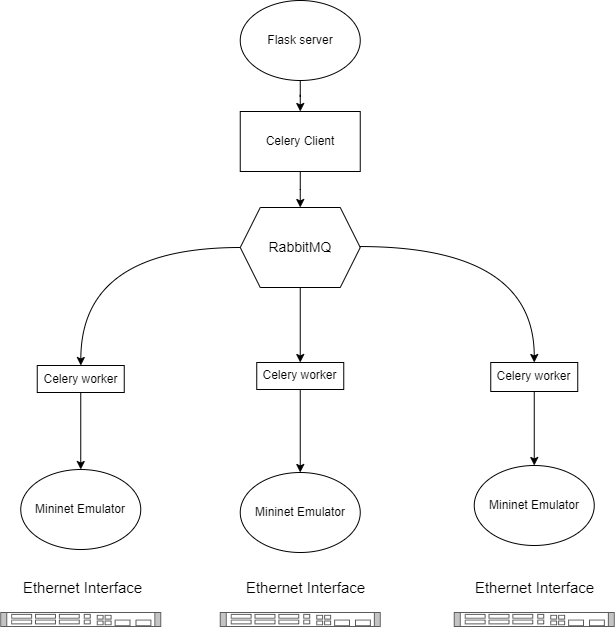 Flask server
Celery Client
RabbitMQ
Celery worker
Celery worker
Celery worker
Mininet Emulator
Mininet Emulator
Mininet Emulator
Ethernet Interface
Ethernet Interface
Ethernet Interface